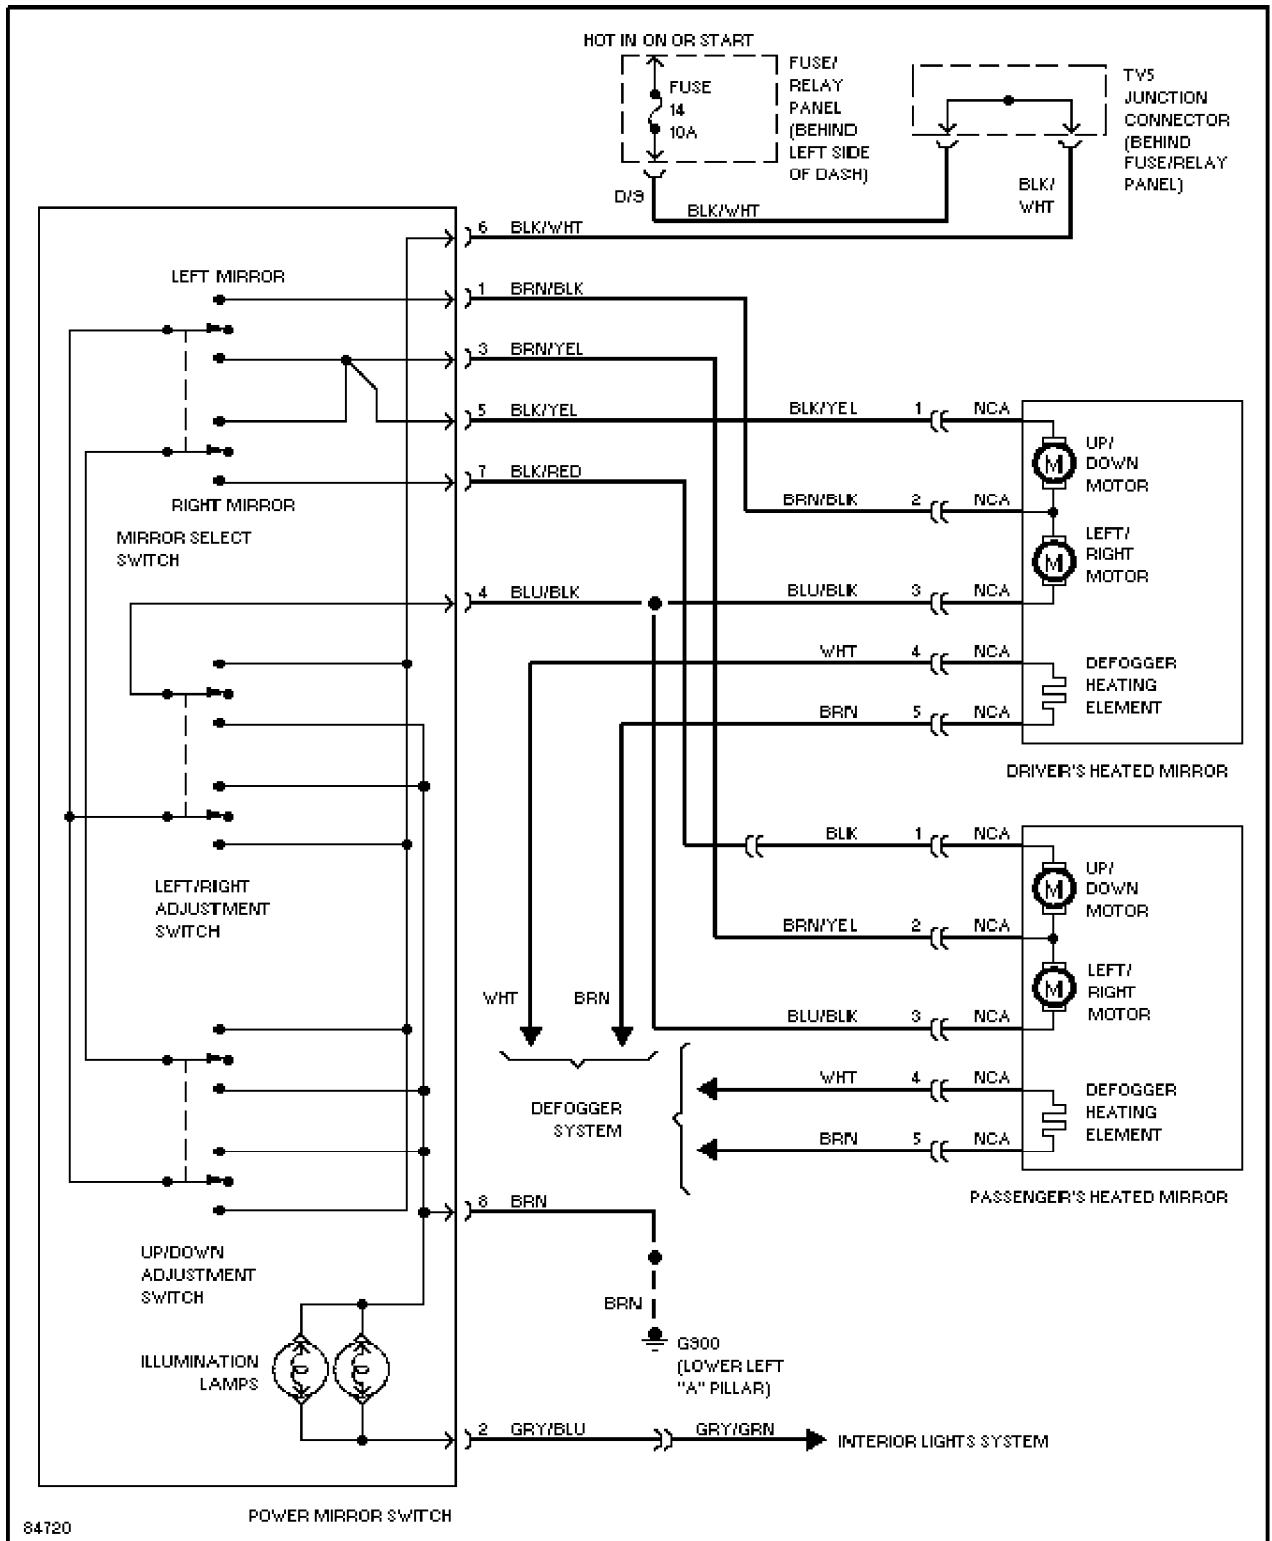 HOT IN ON OR START
FUSE
14
10A
FUSE/
RELAY
PANEL
(BEHIND
LEFT SIDE
OF DASH)
TV5
JUNCTION
CONNECTOR
(BEHIND
FUSE/RELAY
PANEL)
D/9
BLK/WHT
BLK/
WHT
6 BLK/WHT
LEFT MIRROR
1 BRN/BLK
3 BRN/YEL
5 BLK/YEL
BLK/YEL 1 NCA
7 BLK/RED
UP/
DOWN
MOTOR
M
BRN/BLK 2 NCA
RIGHT MIRROR
MIRROR SELECT
SWITCH
LEFT/
RIGHT
MOTOR
M
4 BLU/BLK
BLU/BLK 3 NCA
WHT 4 NCA
DEFOGGER
HEATING
ELEMENT
BRN 5 NCA
DRIVER'S HEATED MIRROR
BLK 1 NCA
LEFT/RIGHT
ADJUSTMENT
SWITCH
UP/
DOWN
MOTOR
M
BRN/YEL 2 NCA
LEFT/
RIGHT
MOTOR
M
WHT
BRN
BLU/BLK 3 NCA
WHT 4 NCA
DEFOGGER
SYSTEM
DEFOGGER
HEATING
ELEMENT
BRN 5 NCA
PASSENGER'S HEATED MIRROR
8 BRN
UP/DOWN
ADJUSTMENT
SWITCH
BRN
G300
(LOWER LEFT
"A" PILLAR)
ILLUMINATION
LAMPS
2 GRY/BLU
GRY/GRN
INTERIOR LIGHTS SYSTEM
POWER MIRROR SWITCH
84720